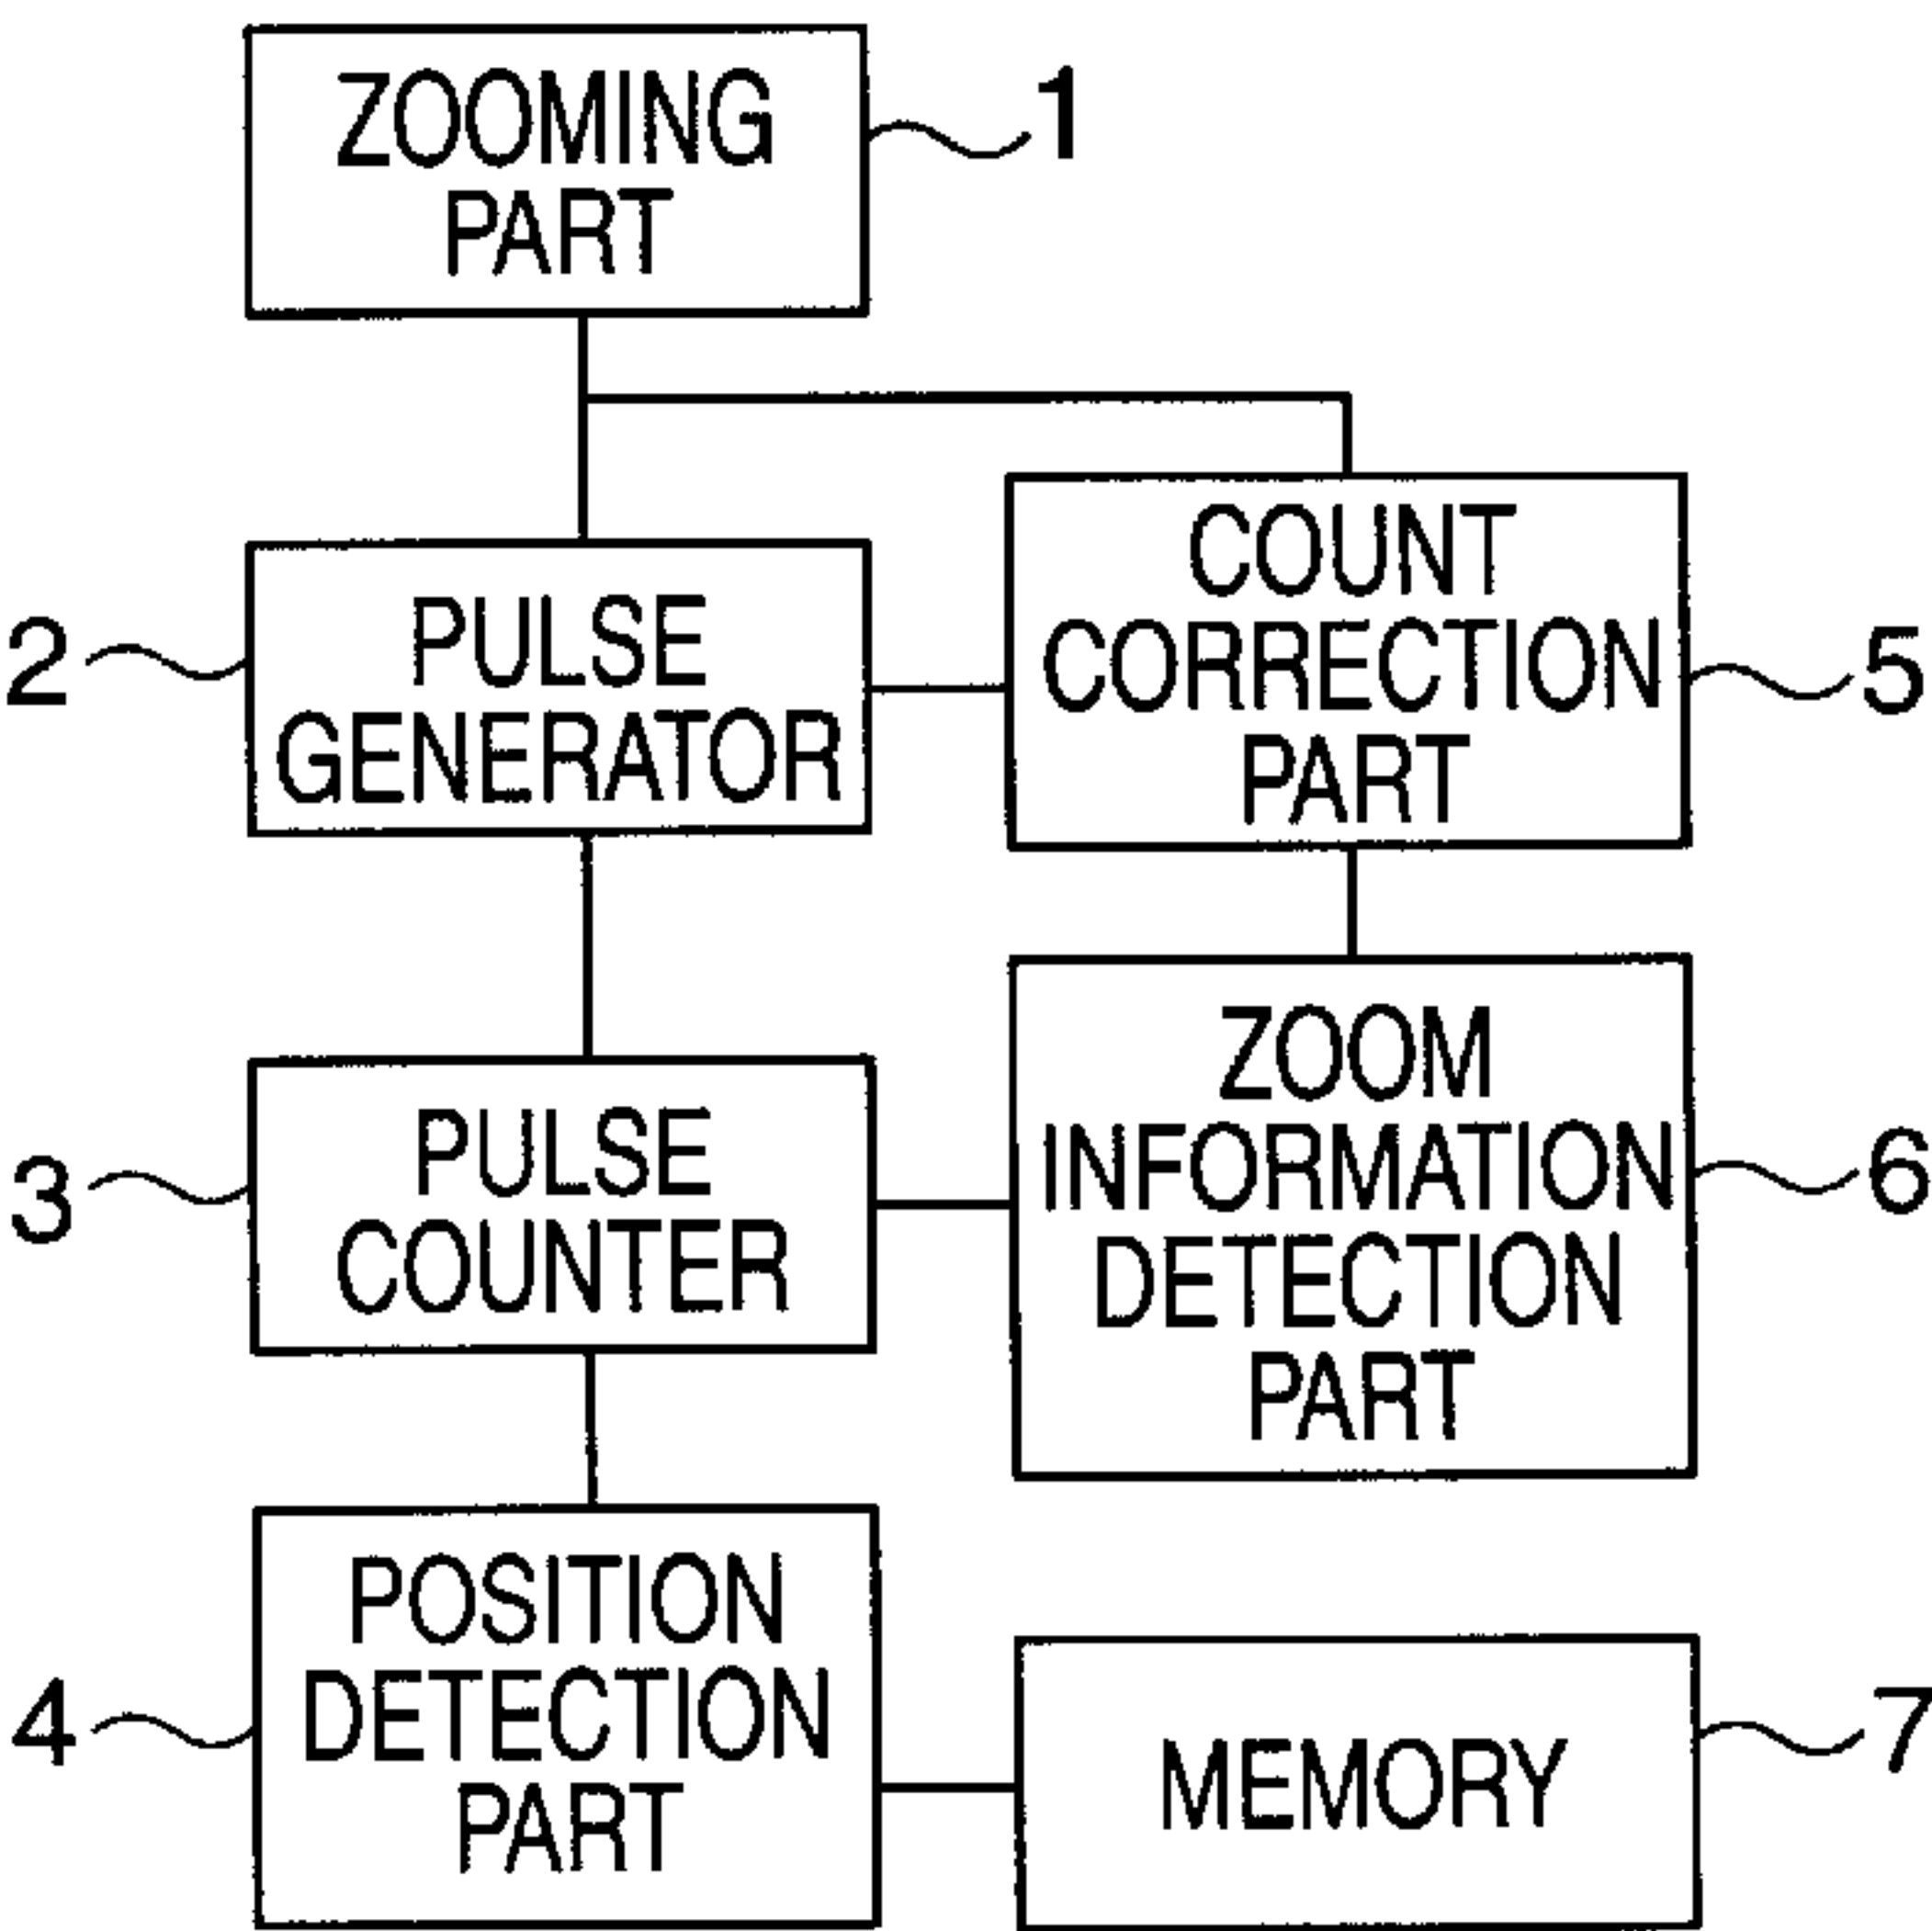 ZOOMING
PART
1
2
PULSE
GENERATOR
COUNT
CORRECTION
PART
5
3
PULSE
COUNTER
ZOOM
INFORMATION
DETECTION
PART
6
4
POSITION
DETECTION
PART
MEMORY
7